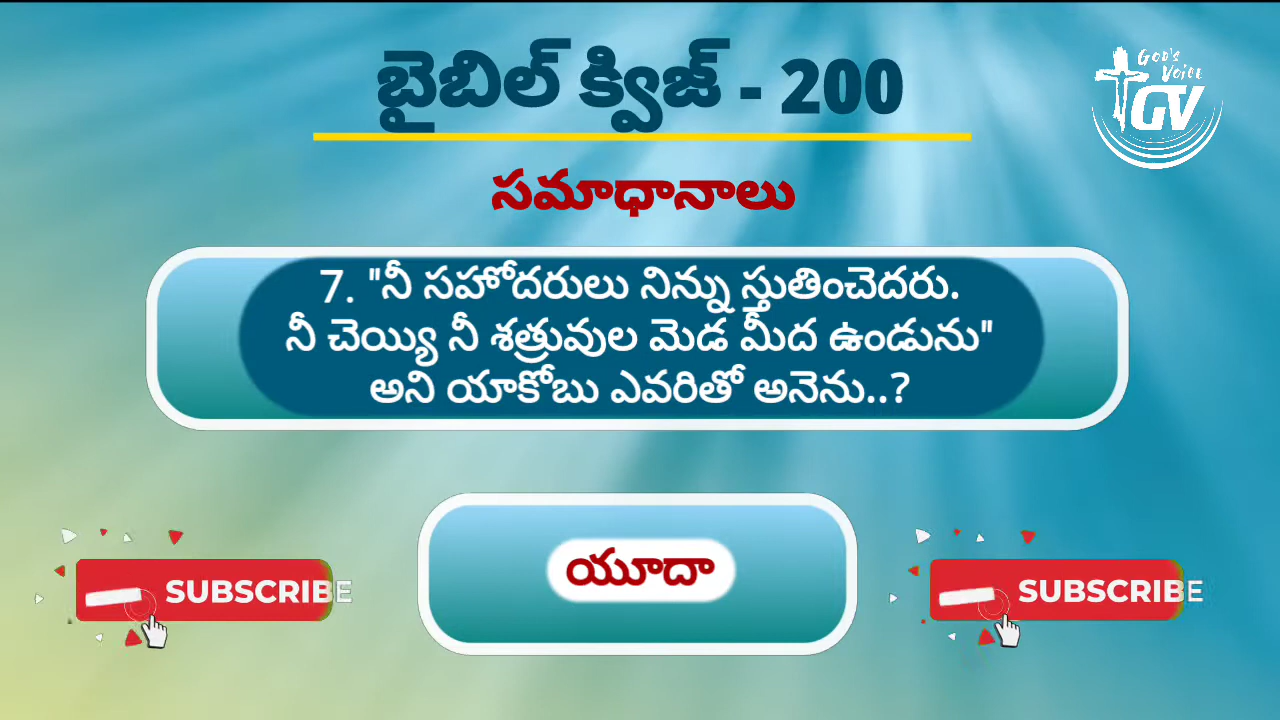 బైబిల్ క్విజ్ - 200
God's
Voice
GV
సమాధానాలు
7. "నీ సహోదరులు నిన్ను స్తుతించెదరు.
నీ చెయ్యి నీ శత్రువుల మెడ మీద ఉండును"
అని యాకోబు ఎవరితో అనెను..?
యూదా
SUBSCRIBE
SUBSCRIBE